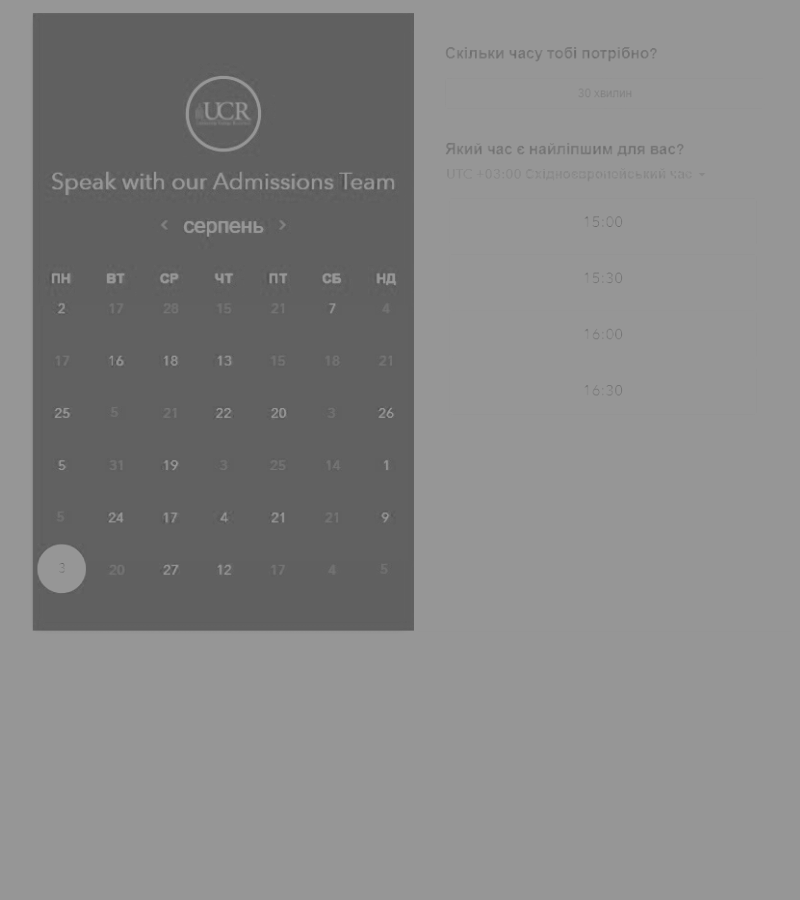 UCR
Speak with our Admissions Team
серпень
ПН ВТ СР ЧТ ПТ СБ НД
2 17 28 15 21 7 4
17 16 18 13 15 18 21
25 5 21 22 20 3 26
5 31 19 3 25 14 1
5 24 17 4 21 21 9
3 20 27 12 17 4 5
Скільки часу тобі потрібно?
30 хвилин
Який час є найліпшим для вас?
UTC +03:00 Східноєвропейський час
15:00
15:30
16:00
16:30